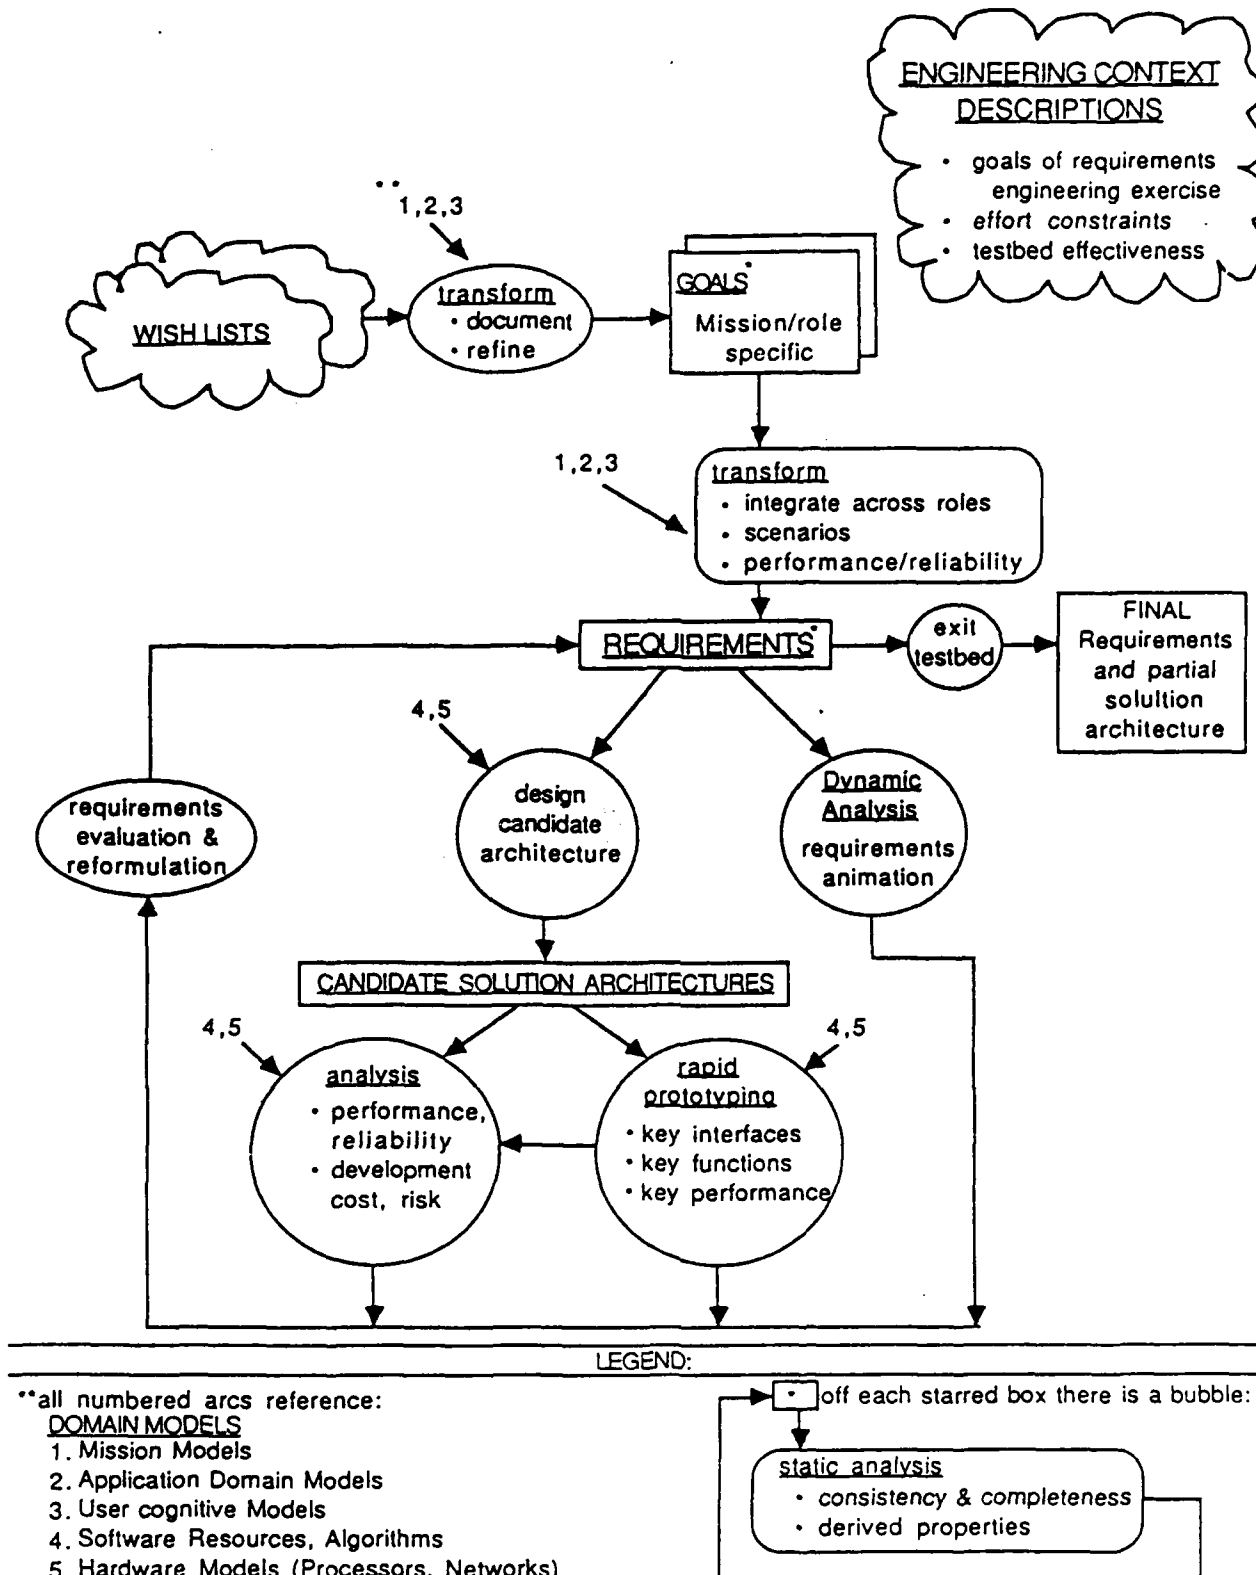 ENGINEERING CONTEXT
DESCRIPTIONS
• goals of requirements
engineering exercise
• effort constraints
• testbed effectiveness
**
1,2,3
WISH LISTS
transform
• document
• refine
GOALS*
Mission/role
specific
1,2,3
transform
• integrate across roles
• scenarios
• performance/reliability
REQUIREMENTS*
exit
testbed
FINAL
Requirements
and partial
solultion
architecture
4,5
requirements
evaluation &
reformulation
design
candidate
architecture
Dynamic
Analysis
requirements
animation
CANDIDATE SOLUTION ARCHITECTURES
4,5
4,5
analysis
• performance,
reliability
• development
cost, risk
rapid
prototyping
• key interfaces
• key functions
• key performance
LEGEND:
**all numbered arcs reference:
DOMAIN MODELS
1. Mission Models
2. Application Domain Models
3. User cognitive Models
4. Software Resources, Algorithms
5. Hardware Models (Processors, Networks)
* off each starred box there is a bubble:
static analysis
• consistency & completeness
• derived properties